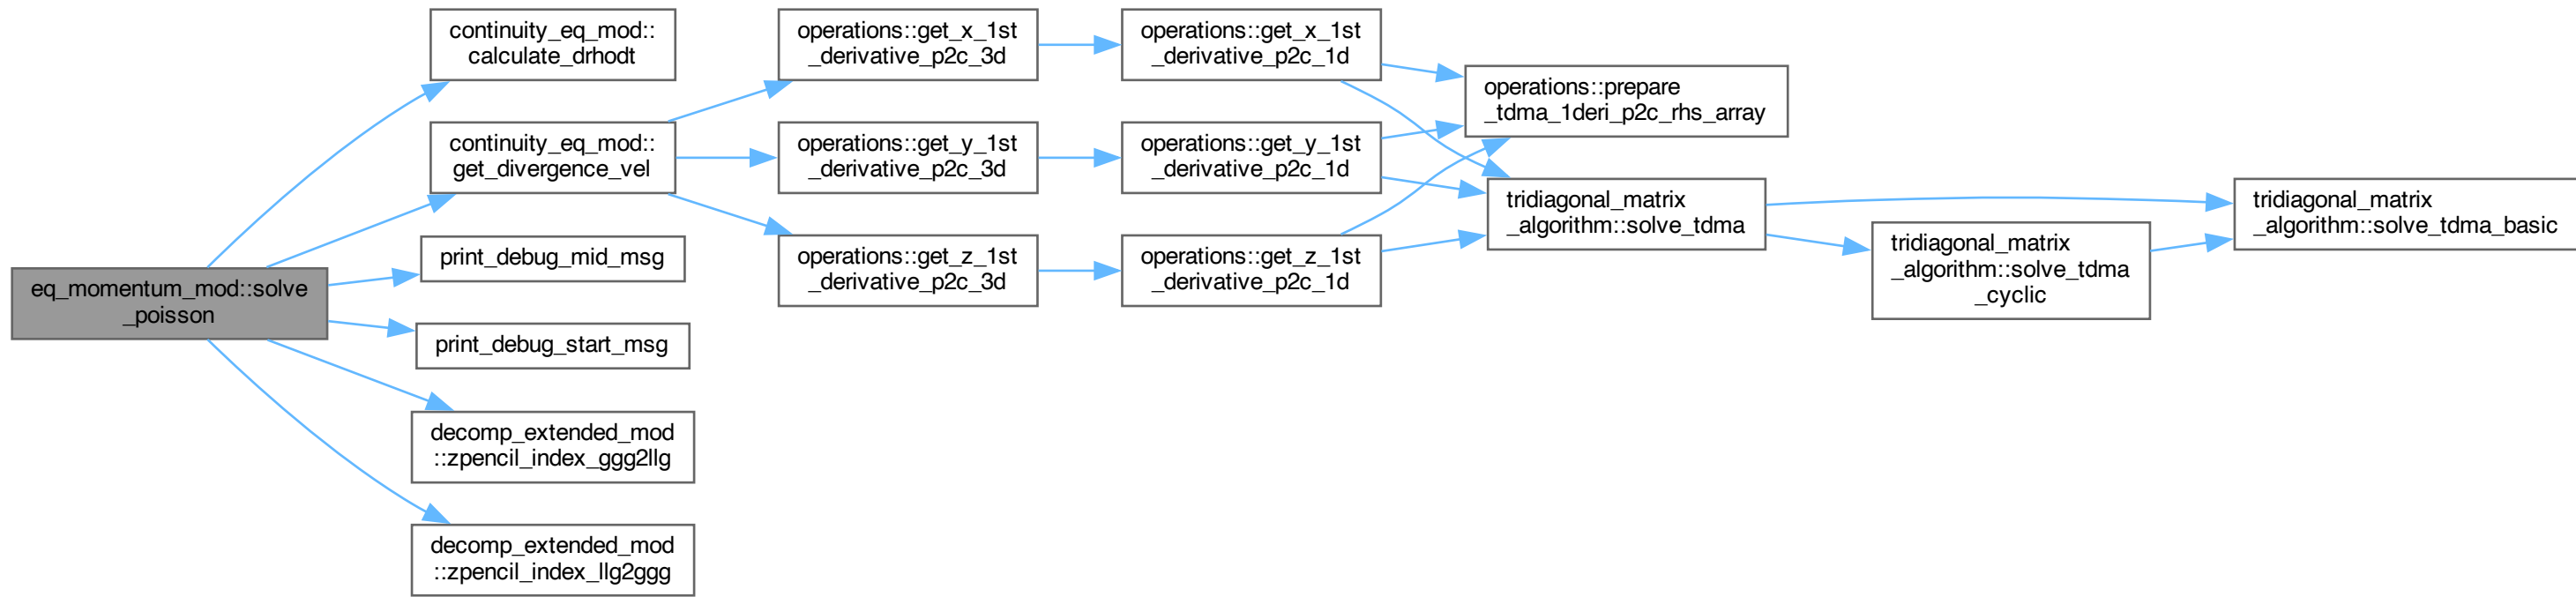 eq_momentum_mod::solve
_poisson
continuity_eq_mod::
calculate_drhodt
continuity_eq_mod::
get_divergence_vel
print_debug_mid_msg
print_debug_start_msg
decomp_extended_mod
::zpencil_index_ggg2llg
decomp_extended_mod
::zpencil_index_llg2ggg
operations::get_x_1st
_derivative_p2c_3d
operations::get_y_1st
_derivative_p2c_3d
operations::get_z_1st
_derivative_p2c_3d
operations::get_x_1st
_derivative_p2c_1d
operations::get_y_1st
_derivative_p2c_1d
operations::get_z_1st
_derivative_p2c_1d
operations::prepare
_tdma_1deri_p2c_rhs_array
tridiagonal_matrix
_algorithm::solve_tdma
tridiagonal_matrix
_algorithm::solve_tdma
_cyclic
tridiagonal_matrix
_algorithm::solve_tdma_basic